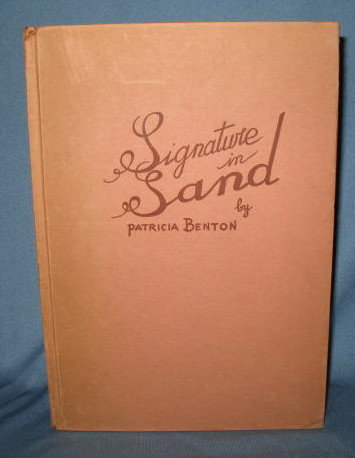 Signature
in
Sand
by
PATRICIA BENTON